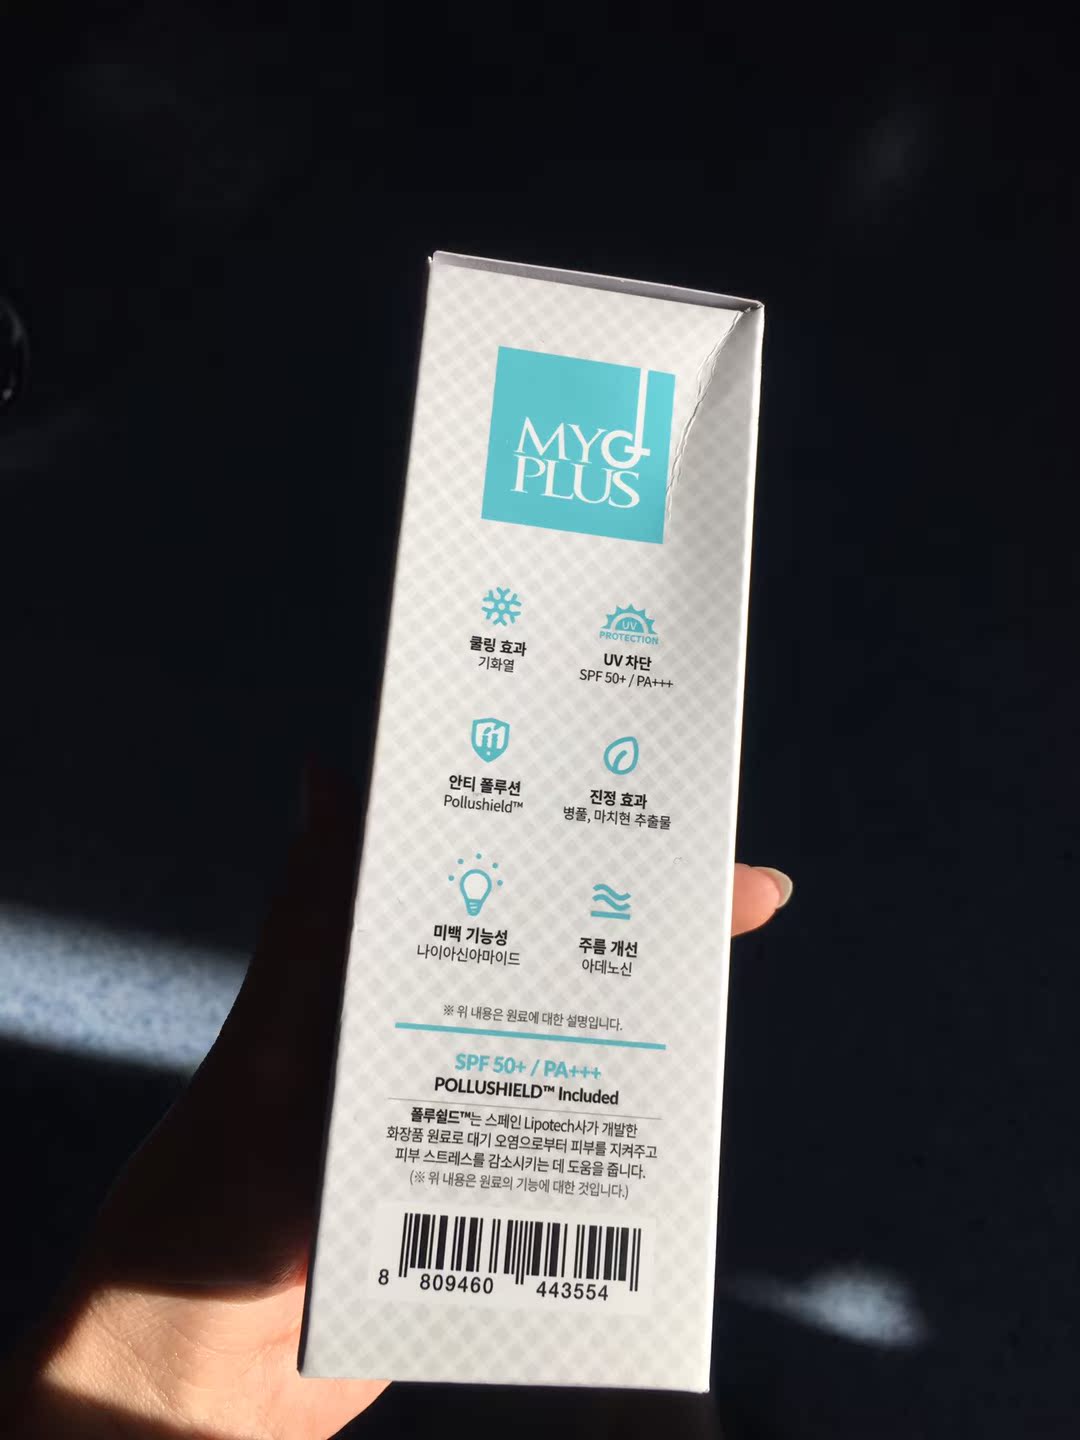 MYd
PLUS
쿨링 효과
기화열
UV
PROTECTION
UV 차단
SPF 50+ / PA+++
안티 폴루션
Pollushield™
진정 효과
병풀, 마치현 추출물
미백 기능성
나이아신아마이드
주름 개선
아데노신
※ 위 내용은 원료에 대한 설명입니다.
SPF 50+ / PA+++
POLLUSHIELD™ Included
폴루쉴드™는 스페인 Lipotech사가 개발한
화장품 원료로 대기 오염으로부터 피부를 지켜주고
피부 스트레스를 감소시키는 데 도움을 줍니다.
(※ 위 내용은 원료의 기능에 대한 것입니다.)
8 809460 443554